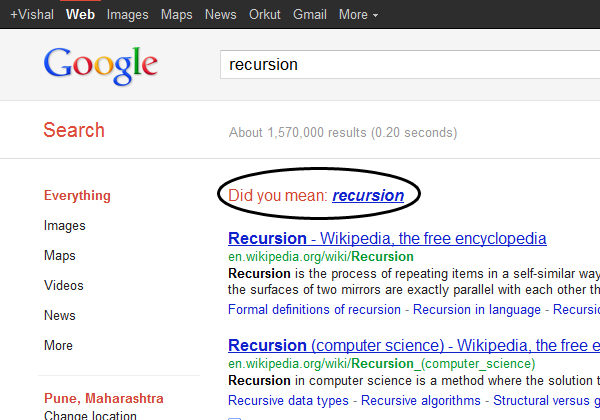 +Vishal Web Images Maps News Orkut Gmail More
Google
recursion
Search
About 1,570,000 results (0.20 seconds)
Everything
Images
Maps
Videos
News
More
Pune, Maharashtra
Change location
Did you mean: recursion
Recursion - Wikipedia, the free encyclopedia
en.wikipedia.org/wiki/Recursion
Recursion is the process of repeating items in a self-similar way
the surfaces of two mirrors are exactly parallel with each other th
Formal definitions of recursion - Recursion in language - Recursi
Recursion (computer science) - Wikipedia, the free e
en.wikipedia.org/wiki/Recursion_(computer_science)
Recursion in computer science is a method where the solution t
Recursive data types - Recursive algorithms - Structural versus g